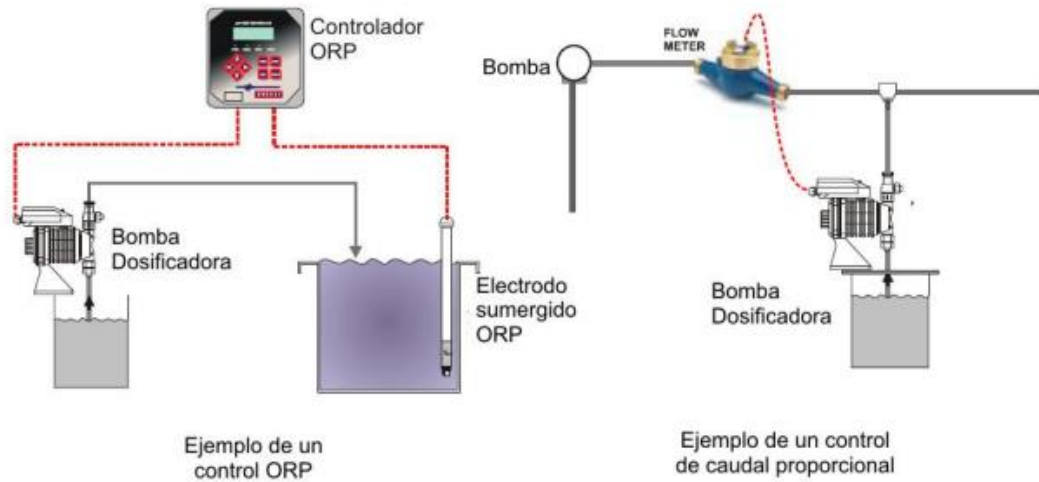 Controlador
ORP
Bomba
Dosificadora
Electrodo
sumergido
ORP
Ejemplo de un
control ORP
FLOW
METER
Bomba
Bomba
Dosificadora
Ejemplo de un control
de caudal proporcional